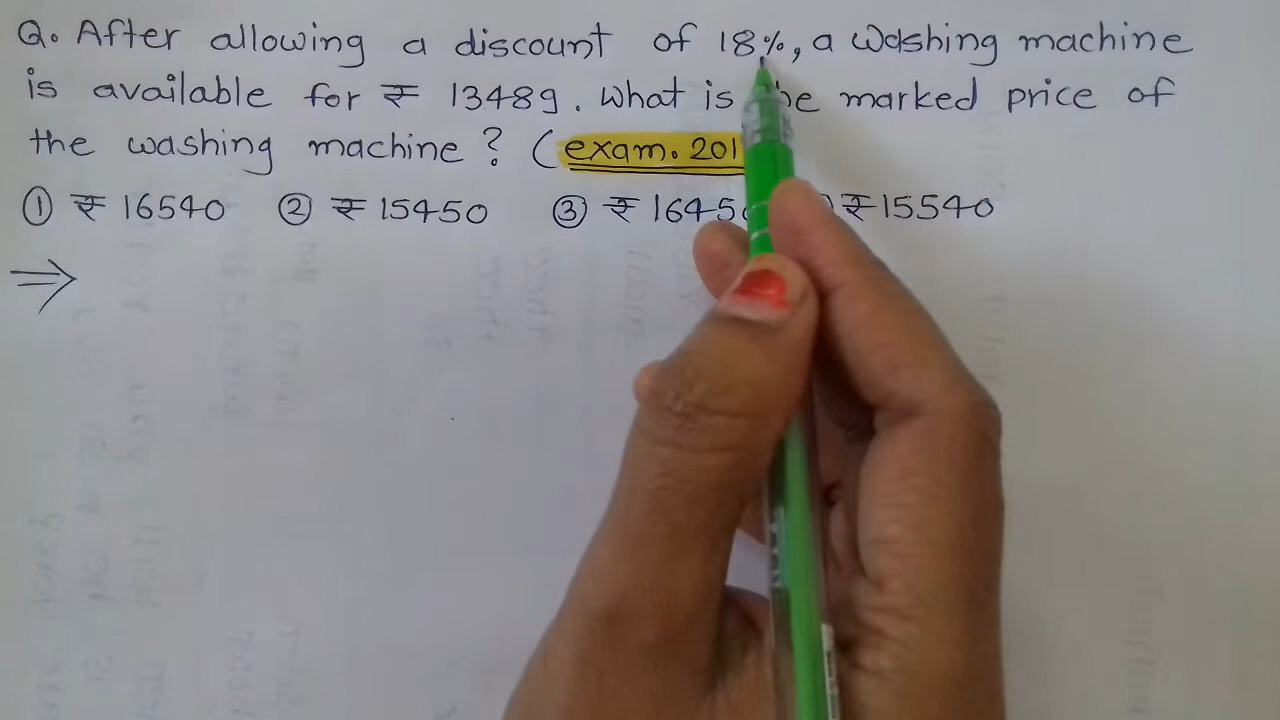 Q. After allowing a discount of 18%, a washing machine
is available for ₹ 13489. What is marked price of
the washing machine? (exam. 201
① ₹ 16540 ② ₹ 15450 ③ ₹ 1645 ₹15540
⇒